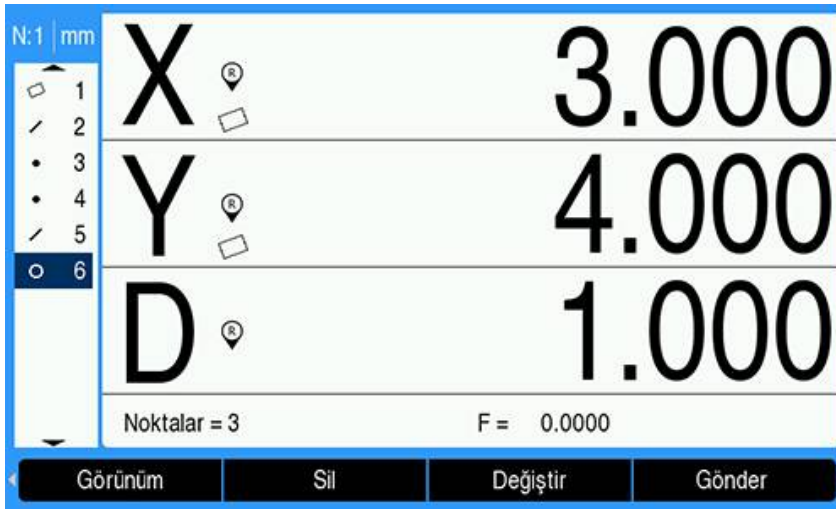 N:1 mm
1
2
3
4
5
6
X R 3.000
Y R 4.000
D R 1.000
Noktalar = 3 F = 0.0000
Görünüm Sil Değiştir Gönder